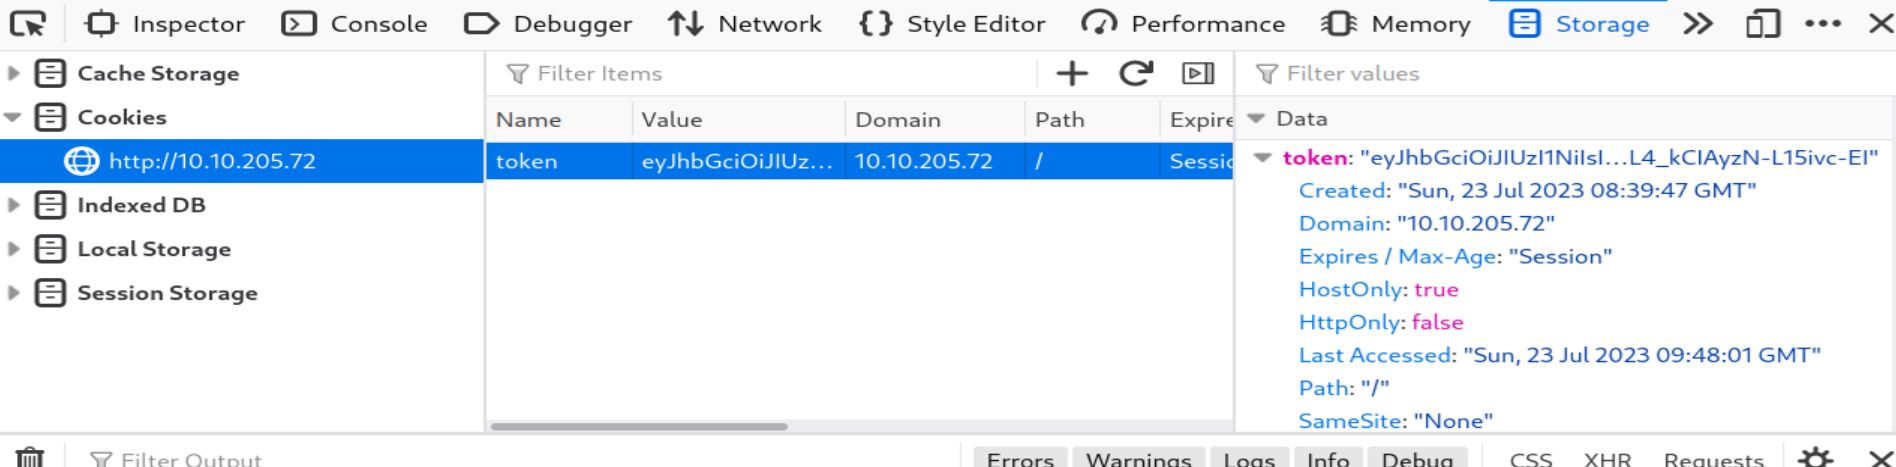 Inspector Console Debugger Network Style Editor Performance Memory Storage
Cache Storage
Cookies
http://10.10.205.72
Indexed DB
Local Storage
Session Storage
Filter Items
Name Value Domain Path Expire
token eyJhbGciOiJIUz... 10.10.205.72 / Sessic
Filter values
Data
token: "eyJhbGciOiJIUzI1NiIsI...L4_kCIAyzN-L15ivc-EI"
Created: "Sun, 23 Jul 2023 08:39:47 GMT"
Domain: "10.10.205.72"
Expires / Max-Age: "Session"
HostOnly: true
HttpOnly: false
Last Accessed: "Sun, 23 Jul 2023 09:48:01 GMT"
Path: "/"
SameSite: "None"
Filter Output Errors Warnings Logs Info Debug CSS XHR Requests